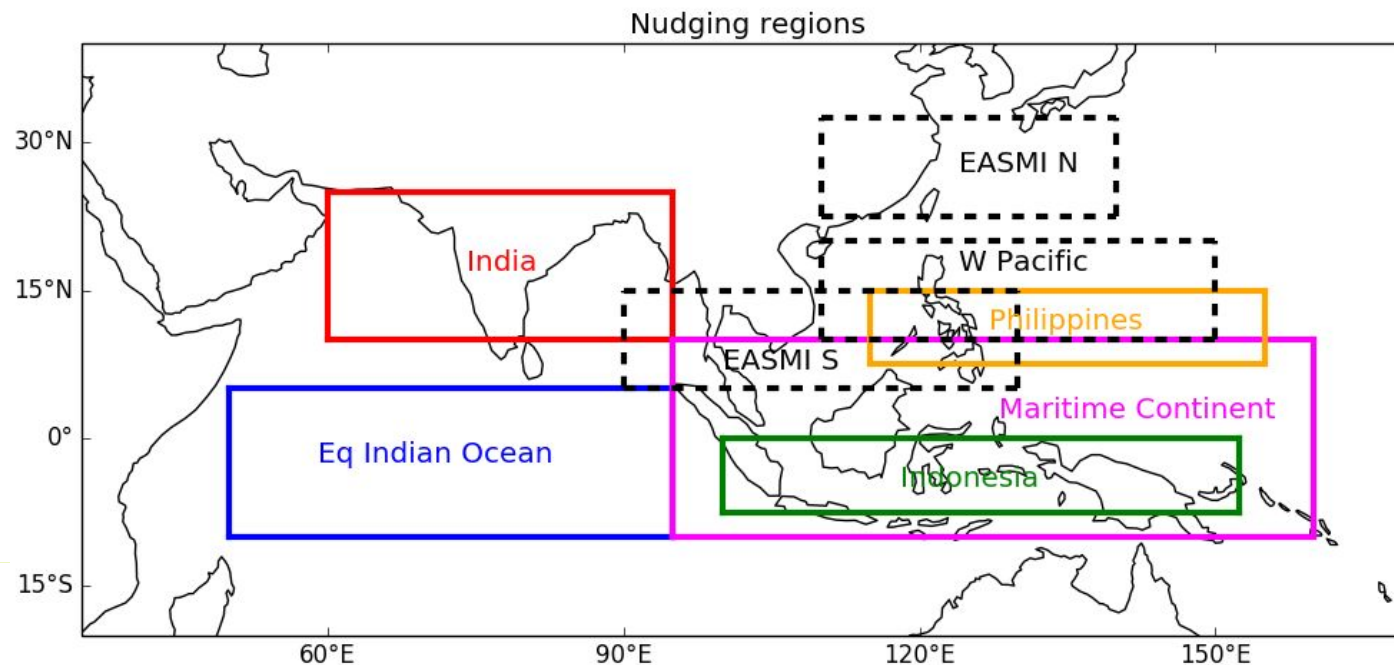 Nudging regions
30°N
EASMI N
India
W Pacific
15°N
Philippines
EASMI S
Maritime Continent
0°
Eq Indian Ocean
Indonesia
15°S
60°E
90°E
120°E
150°E